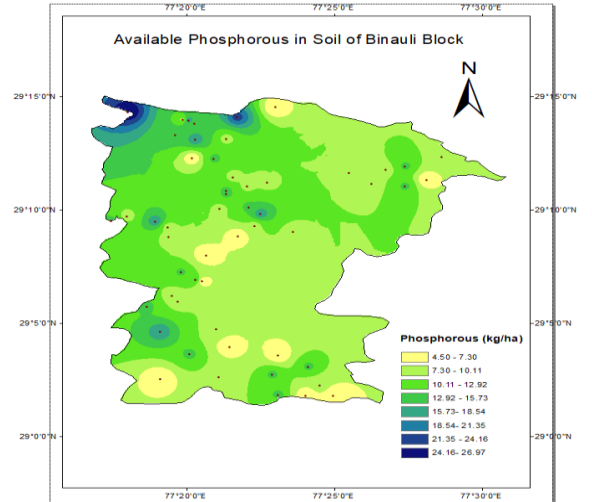 77°20'0"E 77°25'0"E 77°30'0"E
Available Phosphorous in Soil of Binauli Block
N
29°15'0"N 29°15'0"N
29°10'0"N 29°10'0"N
29°5'0"N 29°5'0"N
Phosphorous (kg/ha)
4.50 - 7.30
7.30 - 10.11
10.11 - 12.92
12.92 - 15.73
15.73- 18.54
18.54 - 21.35
21.35 - 24.16
24.16- 26.97
29°0'0"N 29°0'0"N
77°20'0"E 77°25'0"E 77°30'0"E